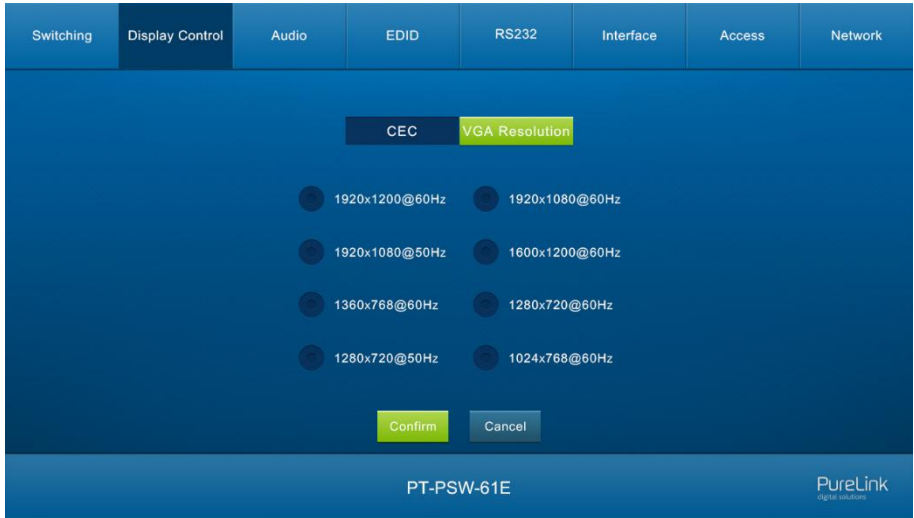 Switching Display Control Audio EDID RS232 Interface Access Network
CEC VGA Resolution
1920x1200@60Hz 1920x1080@60Hz
1920x1080@50Hz 1600x1200@60Hz
1360x768@60Hz 1280x720@60Hz
1280x720@50Hz 1024x768@60Hz
Confirm Cancel
PT-PSW-61E
PureLink
digital solutions